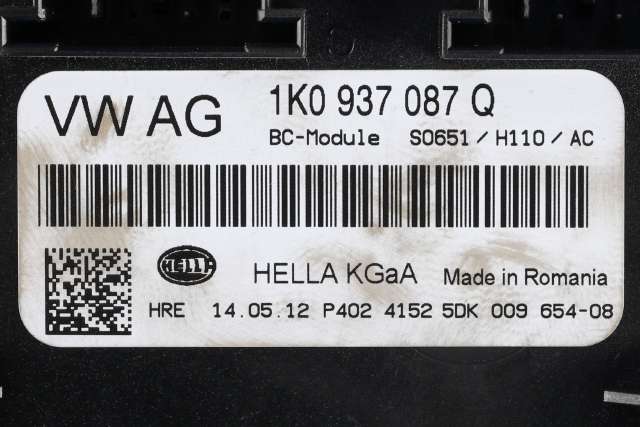 VW AG 1K0 937 087 Q
BC-Module S0651 / H110 / AC
HELLA HELLA KGaA Made in Romania
HRE 14.05.12 P402 4152 5DK 009 654-08